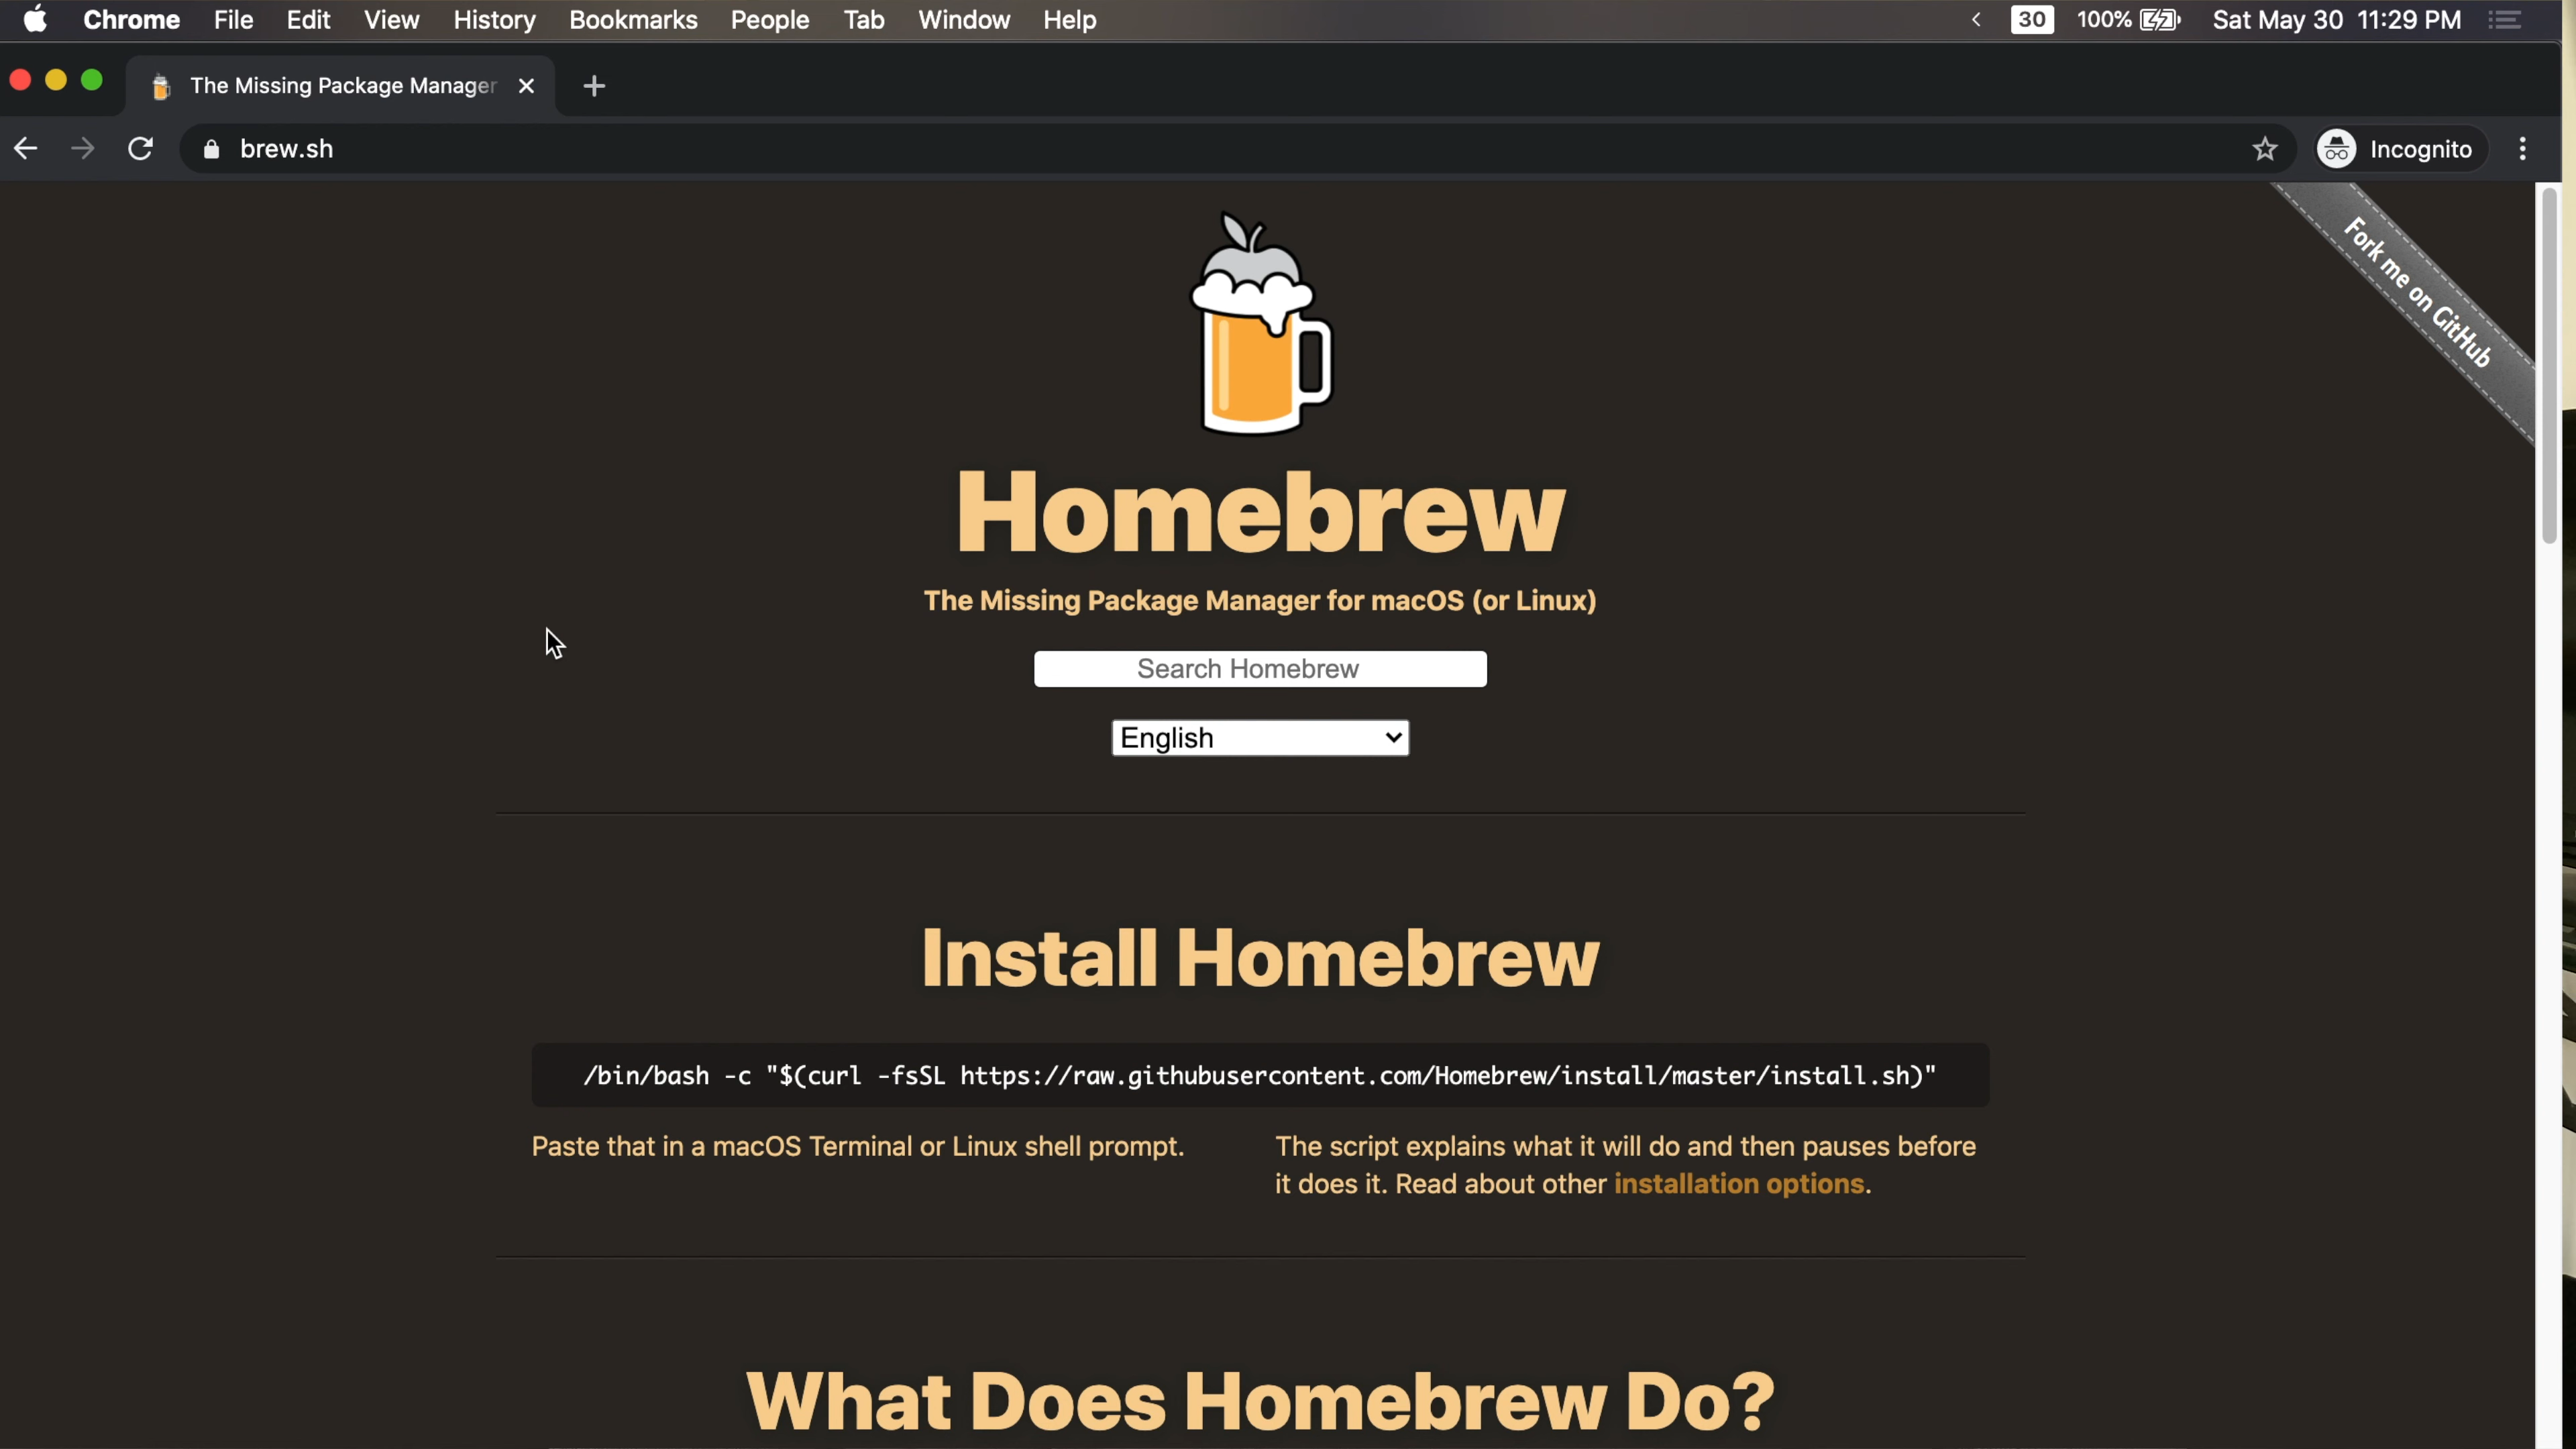 Chrome File Edit View History Bookmarks People Tab Window Help 30 100% Sat May 30 11:29 PM
The Missing Package Manager
brew.sh Incognito
Fork me on GitHub
Homebrew
The Missing Package Manager for macOS (or Linux)
Search Homebrew
English
Install Homebrew
/bin/bash -c "$(curl -fsSL https://raw.githubusercontent.com/Homebrew/install/master/install.sh)"
Paste that in a macOS Terminal or Linux shell prompt.
The script explains what it will do and then pauses before
it does it. Read about other installation options.
What Does Homebrew Do?